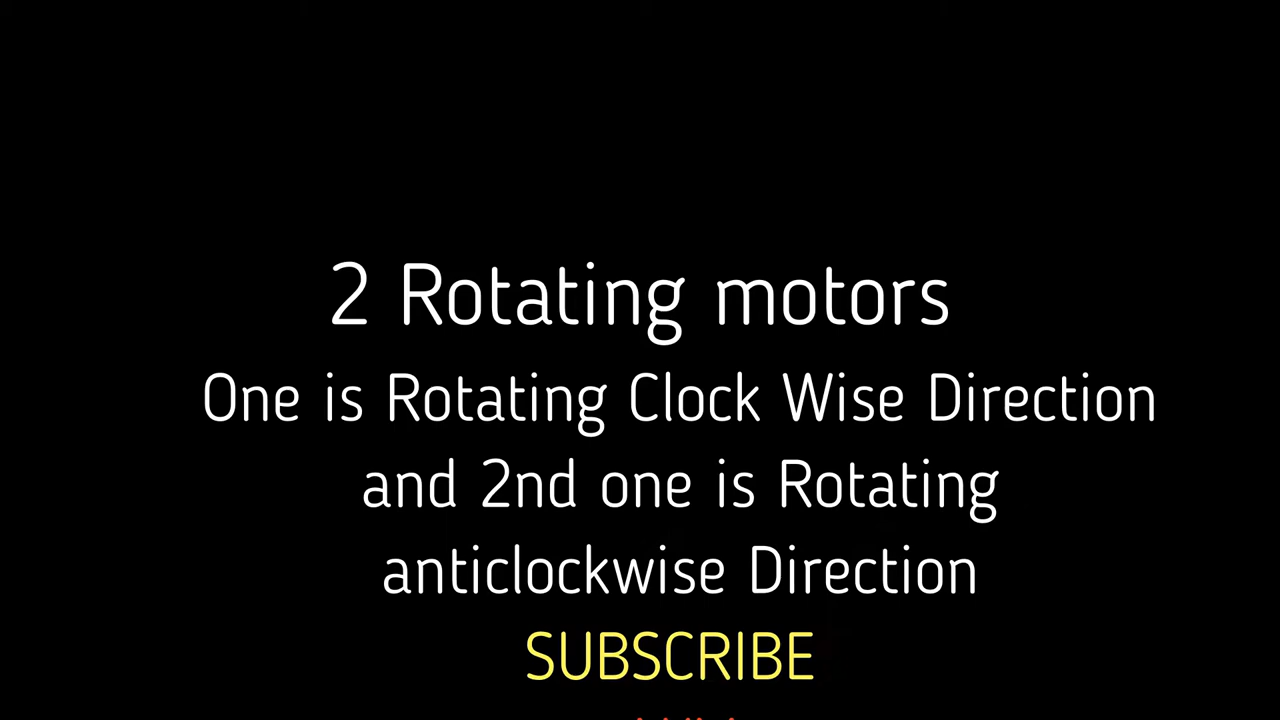 2 Rotating motors
One is Rotating Clock Wise Direction
and 2nd one is Rotating
anticlockwise Direction
SUBSCRIBE